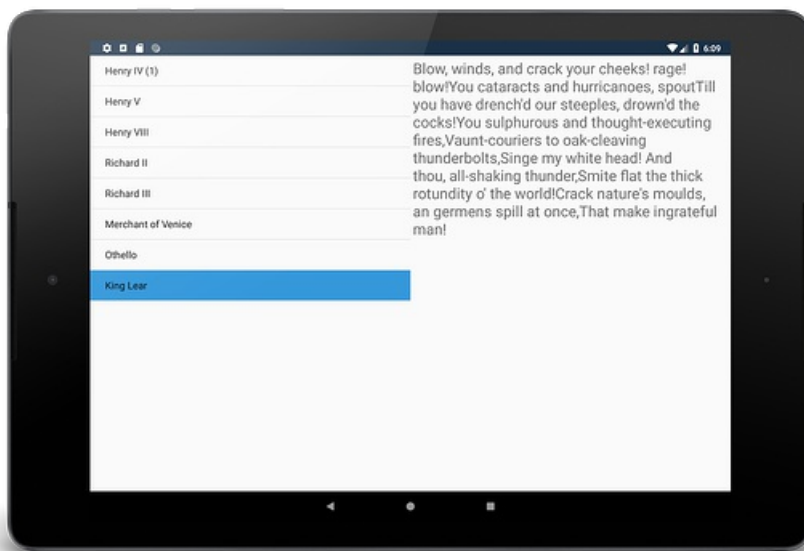 6:09
Henry IV (1)
Henry V
Henry VIII
Richard II
Richard III
Merchant of Venice
Othello
King Lear
Blow, winds, and crack your cheeks! rage!
blow!You cataracts and hurricanoes, spoutTill
you have drench'd our steeples, drown'd the
cocks!You sulphurous and thought-executing
fires,Vaunt-couriers to oak-cleaving
thunderbolts,Singe my white head! And
thou, all-shaking thunder,Smite flat the thick
rotundity o' the world!Crack nature's moulds,
an germens spill at once,That make ingrateful
man!